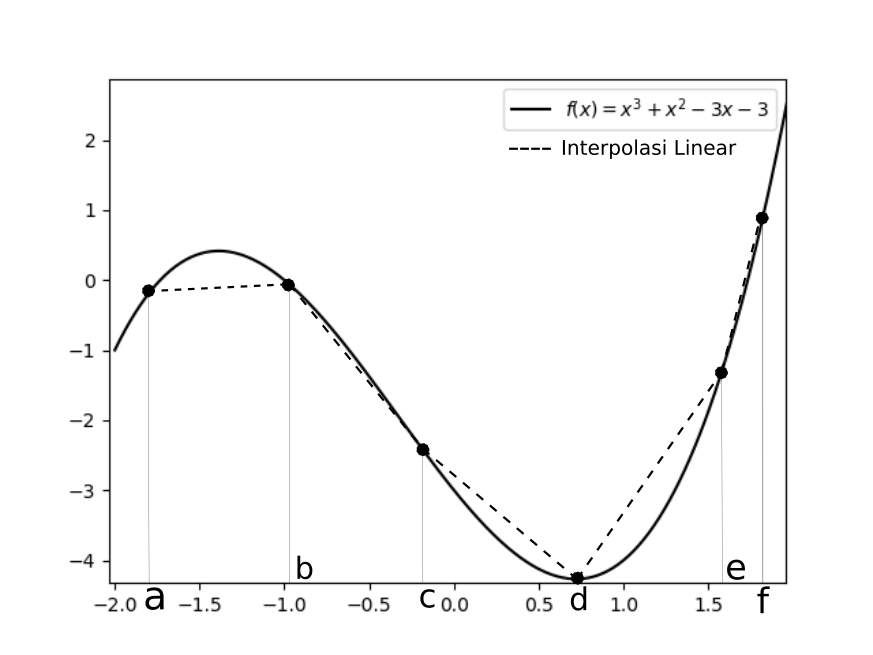 f(x) = x³ + x² − 3x − 3
Interpolasi Linear
2
1
0
−1
−2
−3
−4
b
e
−2.0 a −1.5 −1.0 −0.5 c 0.0 0.5 d 1.0 1.5 f